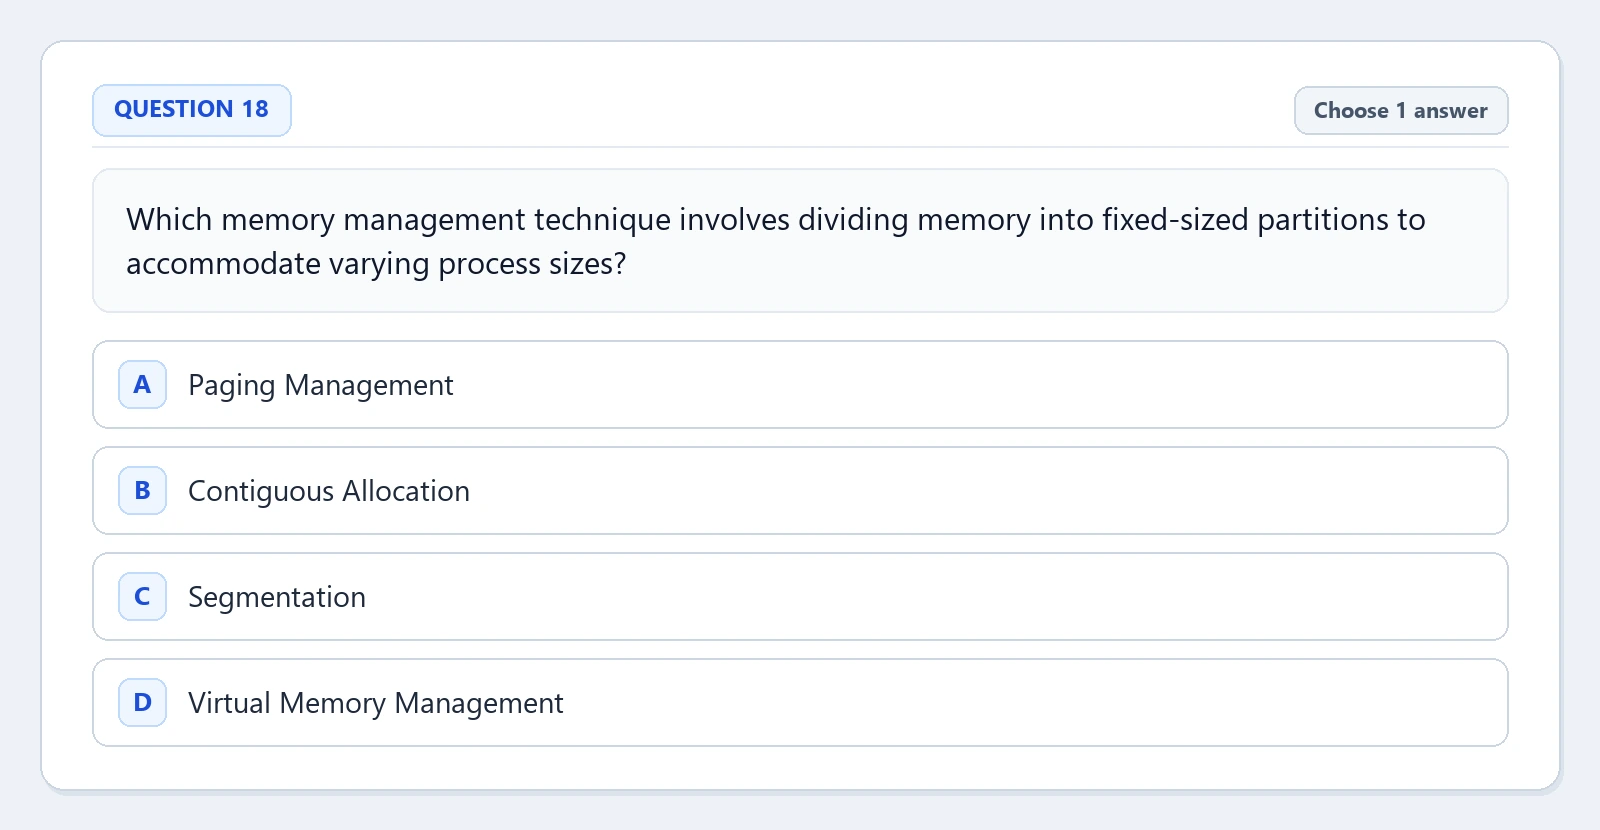 QUESTION 18
Choose 1 answer
Which memory management technique involves dividing memory into fixed-sized partitions to
accommodate varying process sizes?
A Paging Management
B Contiguous Allocation
C Segmentation
D Virtual Memory Management